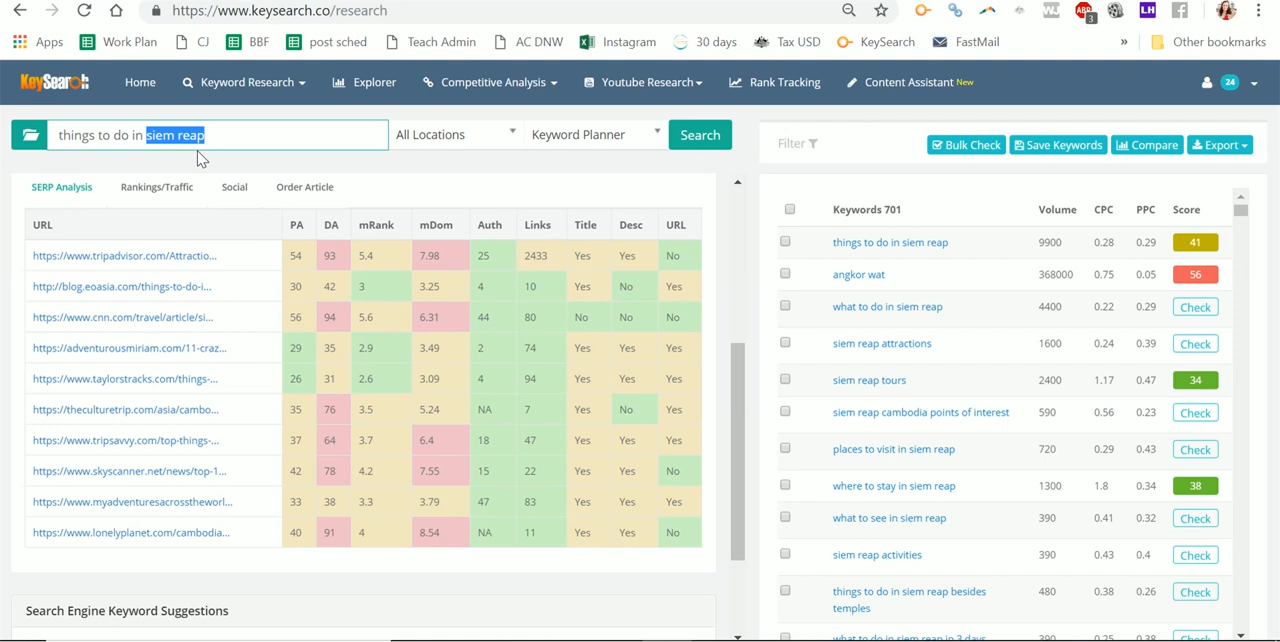 https://www.keysearch.co/research
3
WJ
ABP
LH
Apps Work Plan CJ BBF post sched Teach Admin AC DNW Instagram 30 days Tax USD KeySearch FastMail » Other bookmarks
KeySearch Home Keyword Research Explorer Competitive Analysis Youtube Research Rank Tracking Content Assistant New 24
things to do in siem reap All Locations Keyword Planner Search
Filter Bulk Check Save Keywords Compare Export
SERP Analysis Rankings/Traffic Social Order Article
URL PA DA mRank mDom Auth Links Title Desc URL
https://www.tripadvisor.com/Attractio... 54 93 5.4 7.98 25 2433 Yes Yes No
http://blog.eoasia.com/things-to-do-i... 30 42 3 3.25 4 10 Yes No Yes
https://www.cnn.com/travel/article/si... 56 94 5.6 6.31 44 80 No No No
https://adventurousmiriam.com/11-craz... 29 35 2.9 3.49 2 74 Yes Yes Yes
https://www.taylorstracks.com/things-... 26 31 2.6 3.09 4 94 Yes Yes Yes
https://theculturetrip.com/asia/cambo... 35 76 3.5 5.24 NA 7 Yes No Yes
https://www.tripsavvy.com/top-things-... 37 64 3.7 6.4 18 47 Yes Yes Yes
https://www.skyscanner.net/news/top-1... 42 78 4.2 7.55 15 22 Yes Yes No
https://www.myadventuresacrosstheworl... 33 38 3.3 3.79 47 83 Yes Yes Yes
https://www.lonelyplanet.com/cambodia... 40 91 4 8.54 NA 11 Yes Yes No
Search Engine Keyword Suggestions
Keywords 701 Volume CPC PPC Score
things to do in siem reap 9900 0.28 0.29 41
angkor wat 368000 0.75 0.05 56
what to do in siem reap 4400 0.22 0.29 Check
siem reap attractions 1600 0.24 0.39 Check
siem reap tours 2400 1.17 0.47 34
siem reap cambodia points of interest 590 0.56 0.23 Check
places to visit in siem reap 720 0.29 0.43 Check
where to stay in siem reap 1300 1.8 0.34 38
what to see in siem reap 390 0.41 0.32 Check
siem reap activities 390 0.43 0.4 Check
things to do in siem reap besides
temples 480 0.38 0.26 Check
what to do in siem reap in 3 days 390 0.25 0.38 Check